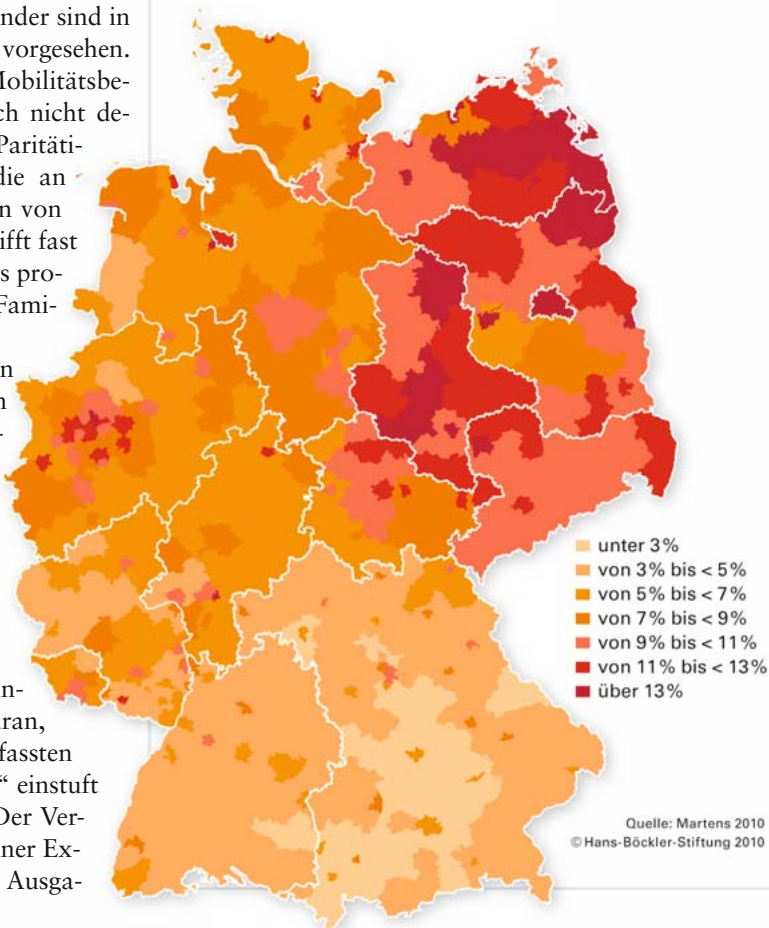 nder sind in
vorgesehen.
Mobilitätsbe-
ch nicht de-
Paritäti-
die an
n von
ifft fast
s pro-
Fami-
n
n
-
in-
ran,
fassten
“ einstuft
Der Ver-
iner Ex-
Ausga-
unter 3%
von 3% bis < 5%
von 5% bis < 7%
von 7% bis < 9%
von 9% bis < 11%
von 11% bis < 13%
über 13%
Quelle: Martens 2010
© Hans-Böckler-Stiftung 2010